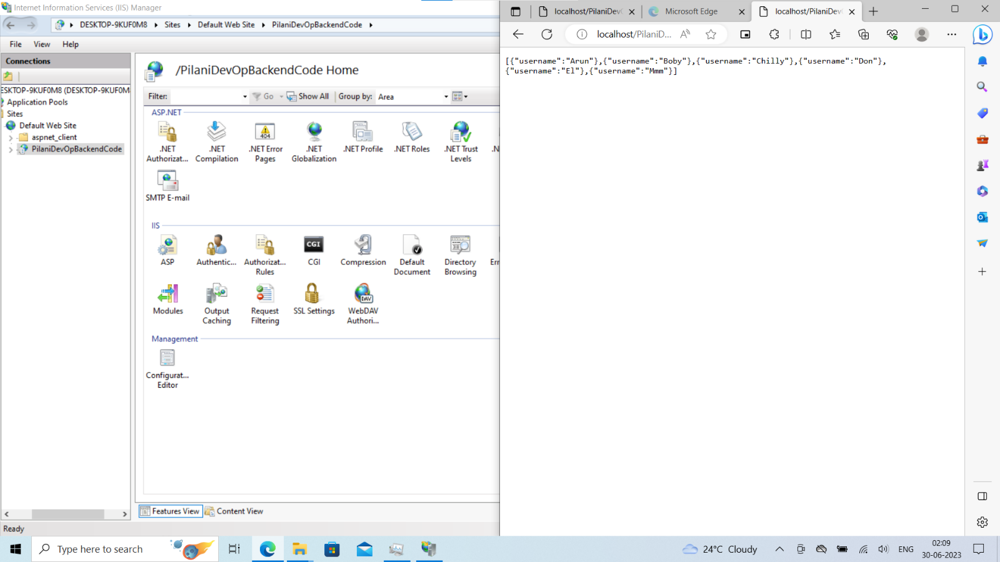 Internet Information Services (IIS) Manager
DESKTOP-9KUF0M8 Sites Default Web Site PilaniDevOpBackendCode
File View Help
Connections
ESKTOP-9KUF0M8 (DESKTOP-9KUF0M
Application Pools
Sites
Default Web Site
aspnet_client
PilaniDevOpBackendCode
/PilaniDevOpBackendCode Home
Filter: Go Show All Group by: Area
ASP.NET
.NET Authorizat...
.NET Compilation
404
.NET Error Pages
.NET Globalization
.NET Profile
.NET Roles
.NET Trust Levels
.N
SMTP E-mail
IIS
ASP
Authentic...
Authorizat... Rules
CGI
CGI
Compression
Default Document
Directory Browsing
Err
Modules
Output Caching
Request Filtering
SSL Settings
DAV
WebDAV Authori...
Management
Configurat... Editor
Features View Content View
Ready
localhost/PilaniDevO
Microsoft Edge
localhost/PilaniDevO
localhost/PilaniD...
[{"username":"Arun"},{"username":"Boby"},{"username":"Chilly"},{"username":"Don"},
{"username":"El"},{"username":"Mmm"}]
Type here to search
24°C Cloudy
ENG
02:09
30-06-2023